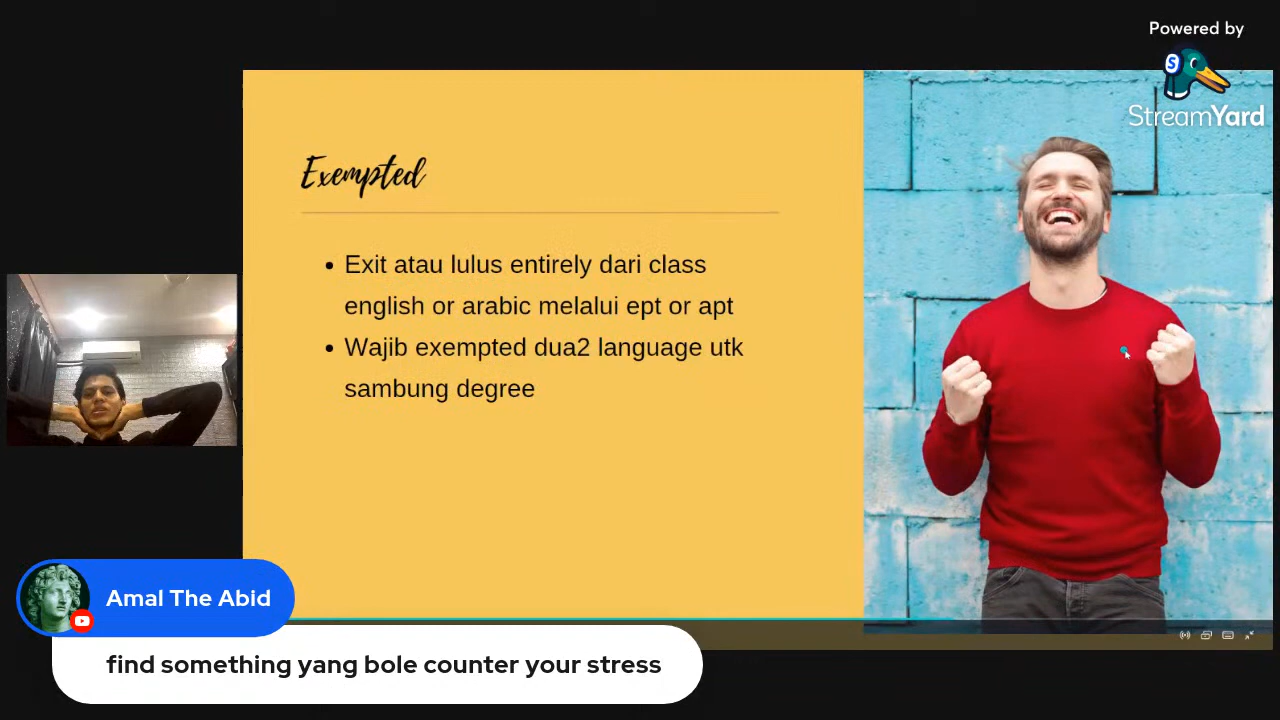 Powered by
StreamYard
Exempted
• Exit atau lulus entirely dari class
english or arabic melalui ept or apt
• Wajib exempted dua2 language utk
sambung degree
Amal The Abid
find something yang bole counter your stress